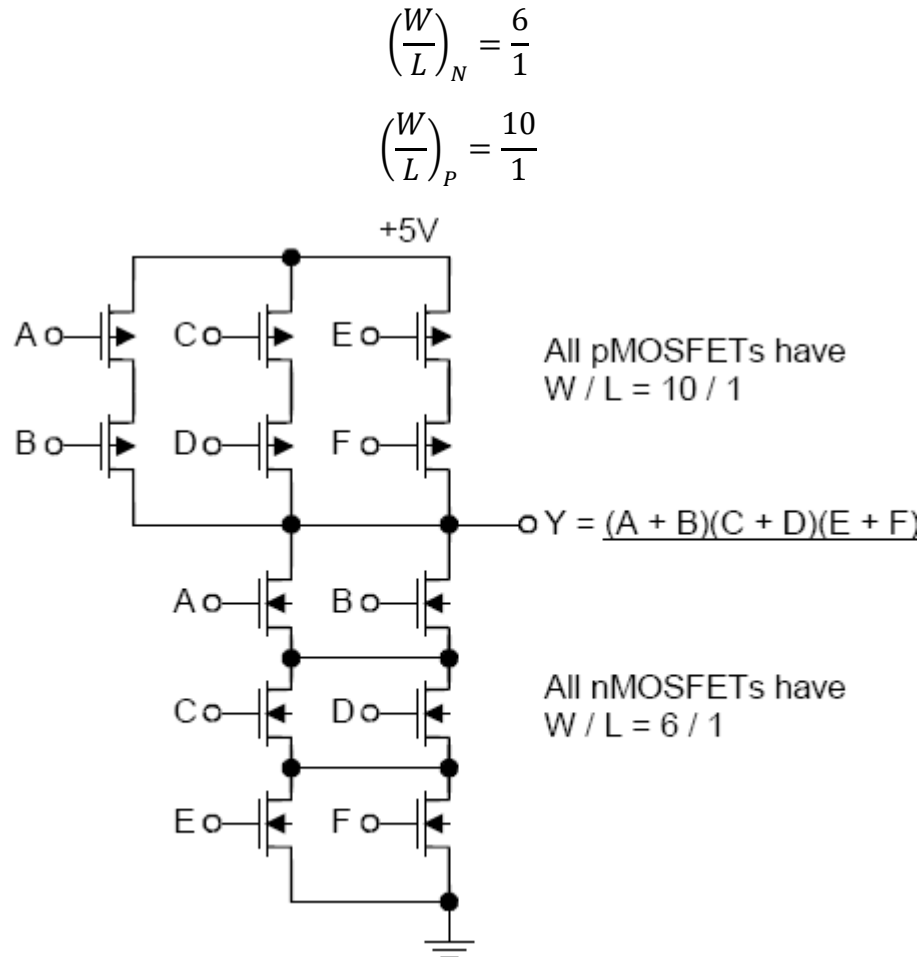 (W/L)_N = 6/1
(W/L)_P = 10/1
+5V
A
C
E
All pMOSFETs have
W / L = 10 / 1
B
D
F
Y = (A + B)(C + D)(E + F)
A
B
C
D
All nMOSFETs have
W / L = 6 / 1
E
F